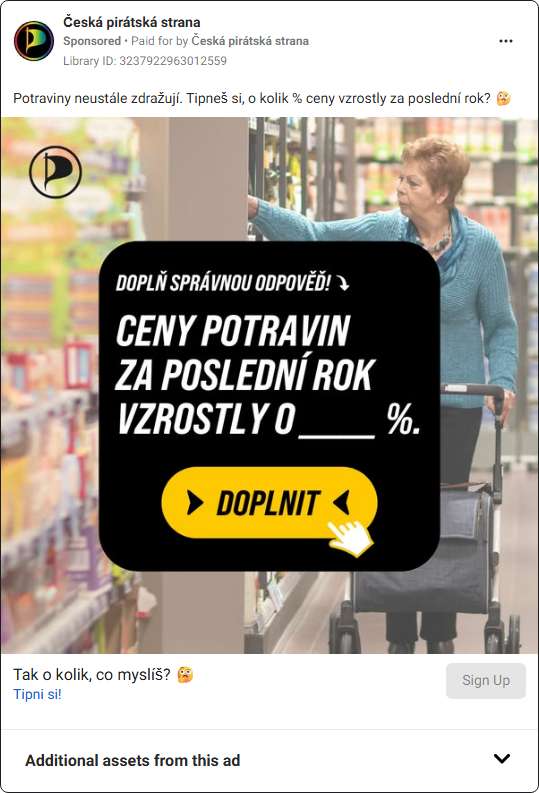 Česká pirátská strana
Sponsored • Paid for by Česká pirátská strana
Library ID: 3237922963012559
Potraviny neustále zdražují. Tipneš si, o kolik % ceny vzrostly za poslední rok? 🤔
DOPLŇ SPRÁVNOU ODPOVĚĎ!
CENY POTRAVIN
ZA POSLEDNÍ ROK
VZROSTLY O ____ %.
DOPLNIT
Tak o kolik, co myslíš? 🤔
Tipni si!
Sign Up
Additional assets from this ad